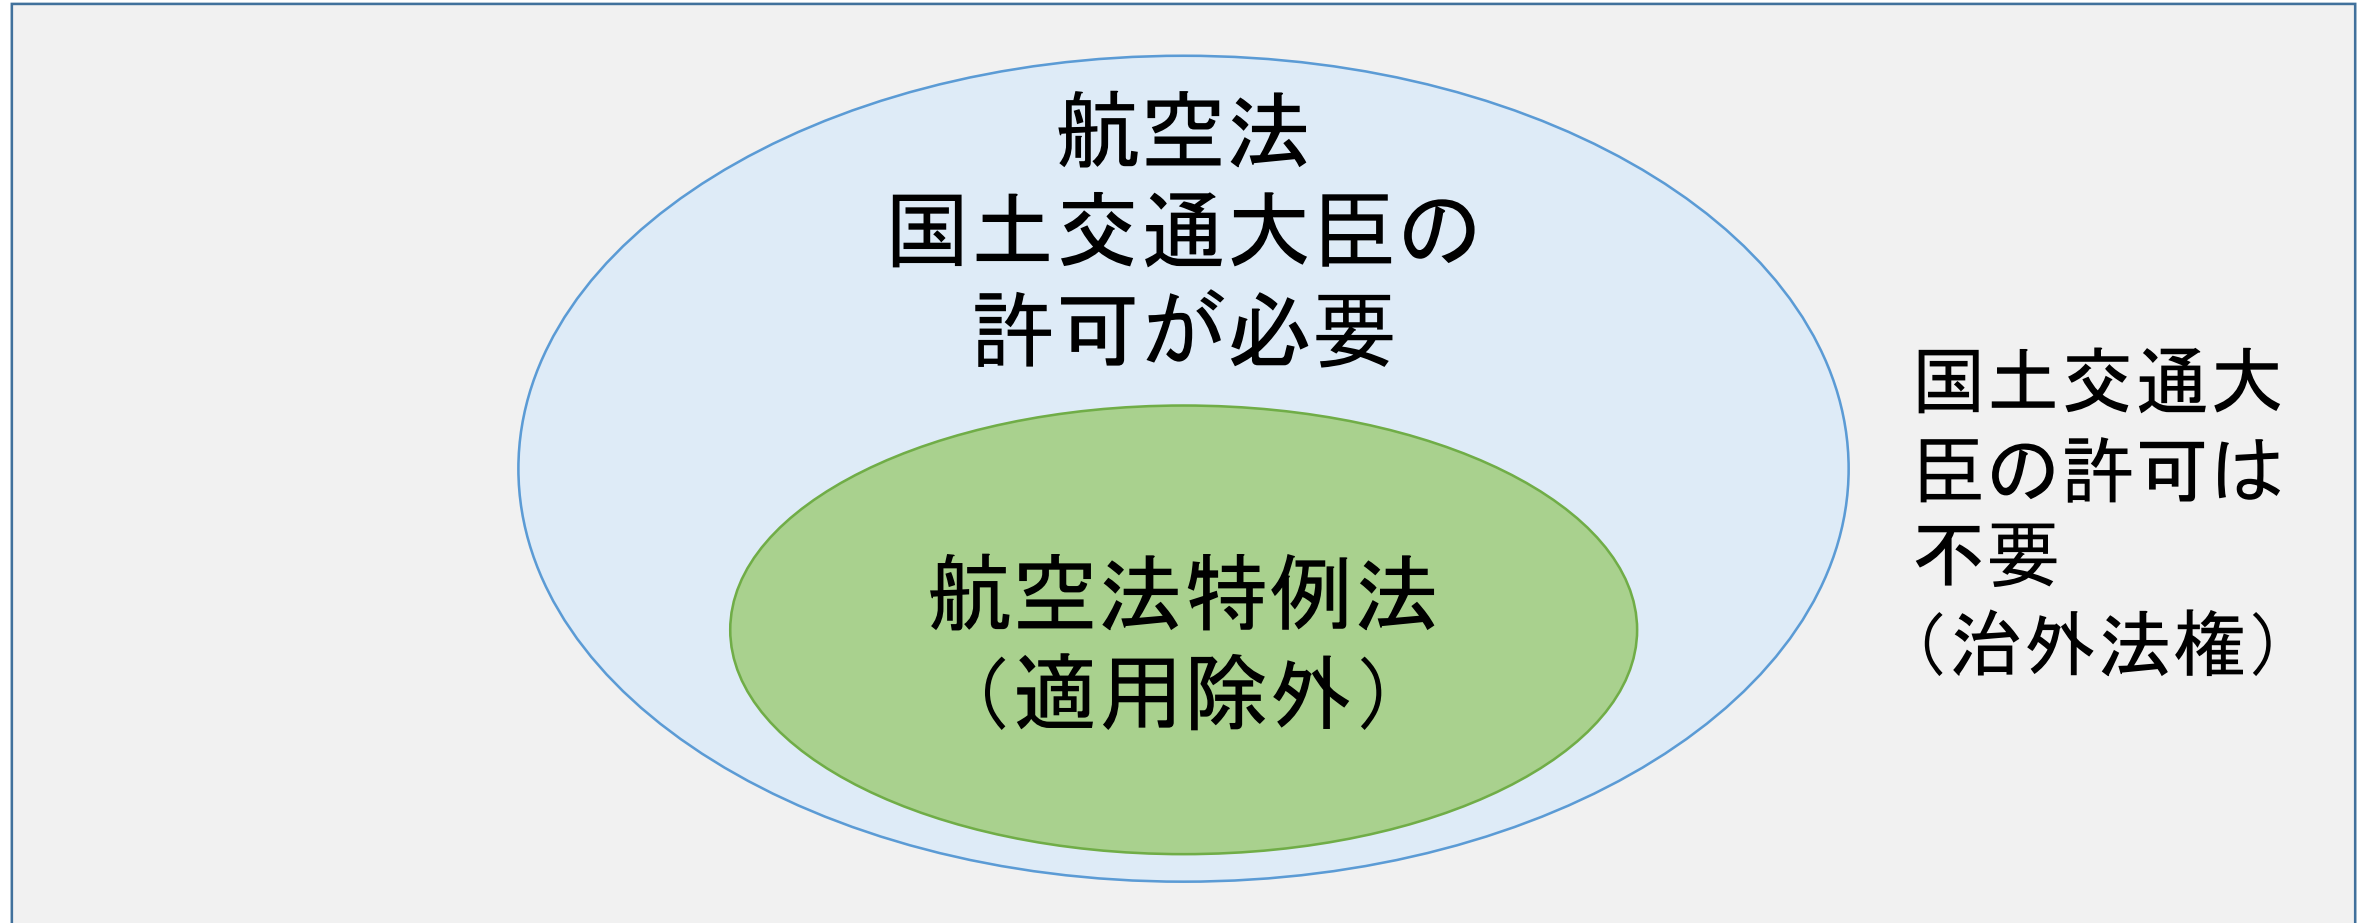 航空法
国土交通大臣の
許可が必要
国土交通大
臣の許可は
不要
（治外法権）
航空法特例法
（適用除外）